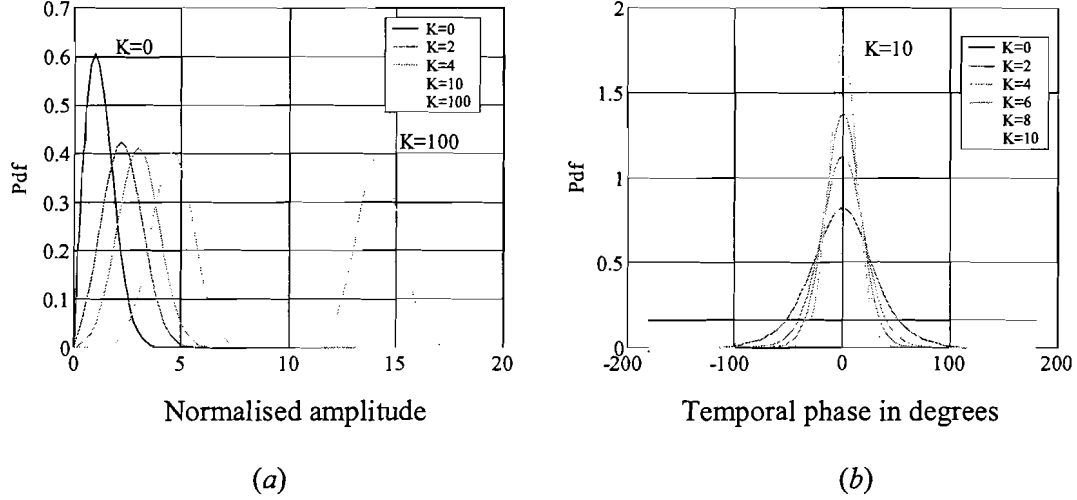 0.7
0.6
0.5
0.4
0.3
0.2
0.1
0
Pdf
K=0
K=100
K=0
K=2
K=4
K=10
K=100
0
5
10
15
20
Normalised amplitude
(a)
2
1.5
1
0.5
0
Pdf
K=10
K=0
K=2
K=4
K=6
K=8
K=10
-200
-100
0
100
200
Temporal phase in degrees
(b)